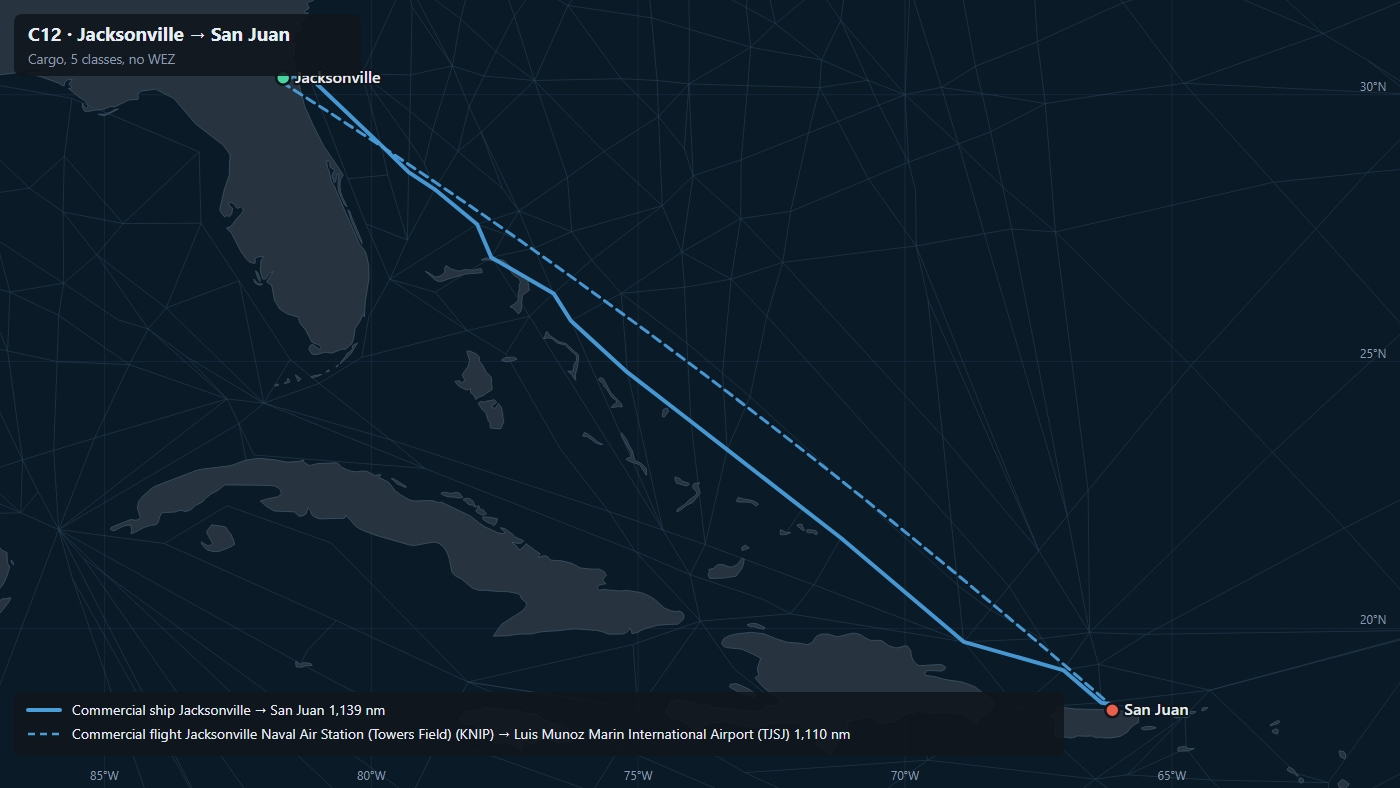 C12 · Jacksonville → San Juan
Cargo, 5 classes, no WEZ
Jacksonville
30°N
25°N
20°N
San Juan
Commercial ship Jacksonville → San Juan 1,139 nm
Commercial flight Jacksonville Naval Air Station (Towers Field) (KNIP) → Luis Munoz Marin International Airport (TJSJ) 1,110 nm
85°W
80°W
75°W
70°W
65°W